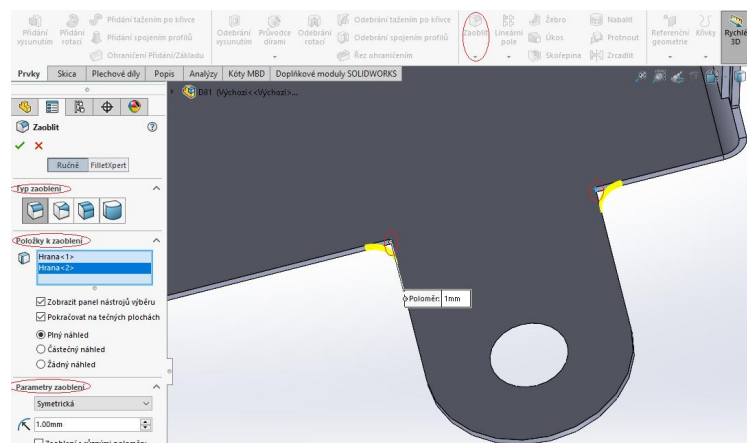 Přidání vysunutím
Přidání rotací
Přidání tažením po křivce
Přidání spojením profilů
Ohraničení Přidání/Základu
Odebrání vysunutím
Průvodce dírami
Odebrání rotací
Odebrání tažením po křivce
Odebrání spojením profilů
Řez ohraničením
Zaoblit
Lineární pole
Žebro
Úkos
Skořepina
Nabalit
Protnout
Zrcadlit
Referenční geometrie
Křivky
Rychlé 3D
Prvky Skica Plechové díly Popis Analýzy Kóty MBD Doplňkové moduly SOLIDWORKS
Díl1 (Výchozí<<Výchozí>...
Zaoblit
Ručně FilletXpert
Typ zaoblení
Položky k zaoblení
Hrana<1>
Hrana<2>
Zobrazit panel nástrojů výběru
Pokračovat na tečných plochách
Plný náhled
Částečný náhled
Žádný náhled
Poloměr: 1mm
Parametry zaoblení
Symetrická
1.00mm
Zaoblení s různými poloměry